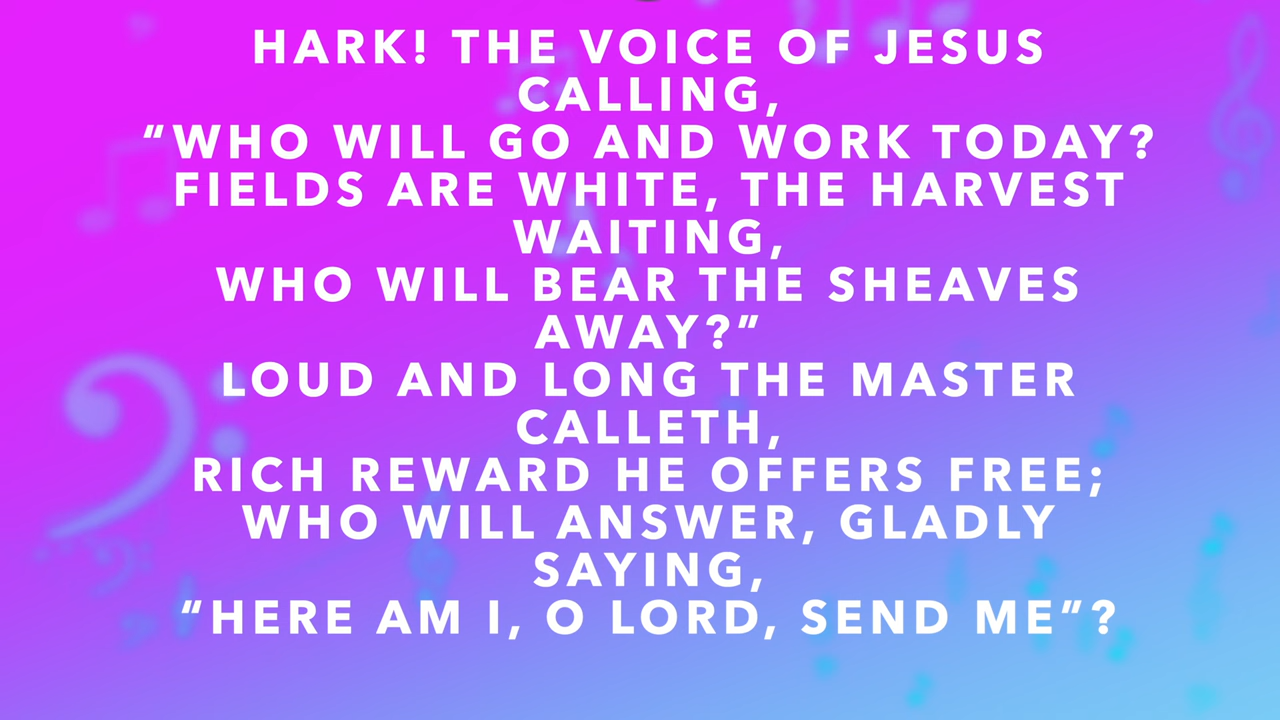 HARK! THE VOICE OF JESUS
CALLING,
“WHO WILL GO AND WORK TODAY?
FIELDS ARE WHITE, THE HARVEST
WAITING,
WHO WILL BEAR THE SHEAVES
AWAY?”
LOUD AND LONG THE MASTER
CALLETH,
RICH REWARD HE OFFERS FREE;
WHO WILL ANSWER, GLADLY
SAYING,
“HERE AM I, O LORD, SEND ME”?